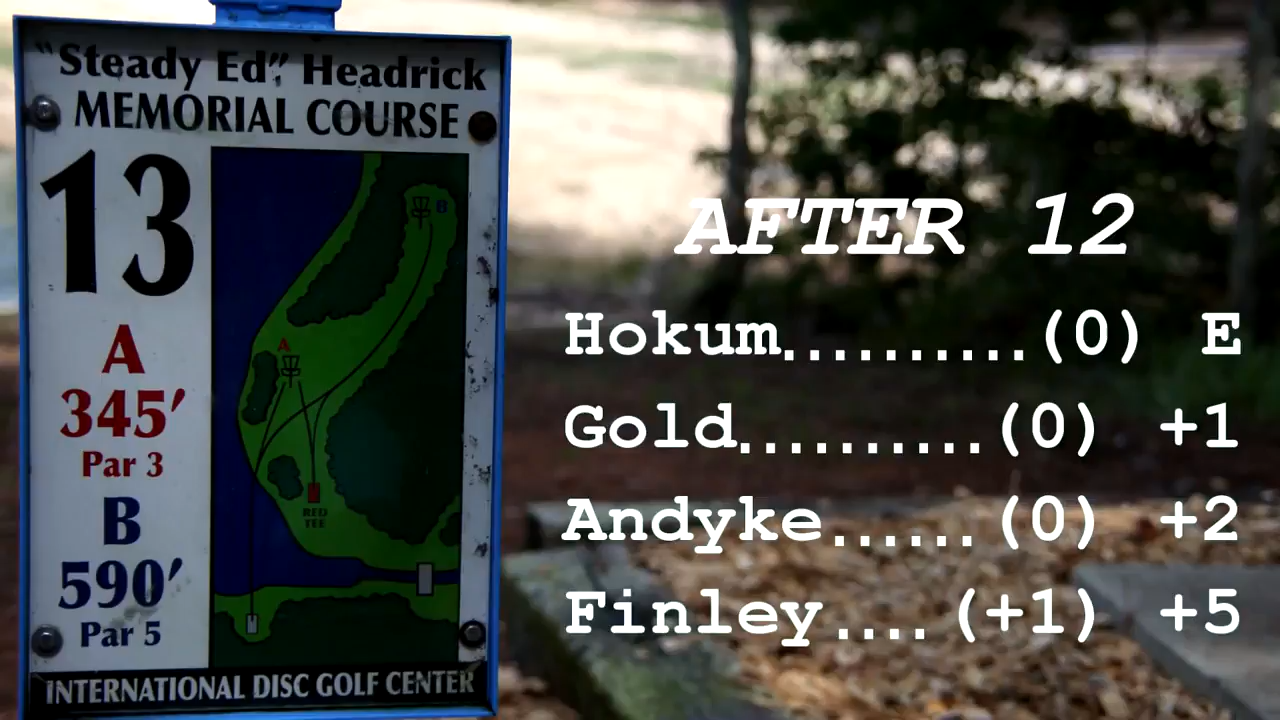 "Steady Ed" Headrick
MEMORIAL COURSE
13
A
345'
Par 3
B
590'
Par 5
B
A
RED
TEE
INTERNATIONAL DISC GOLF CENTER
AFTER 12
Hokum..........(0) E
Gold..........(0) +1
Andyke......(0) +2
Finley....(+1) +5